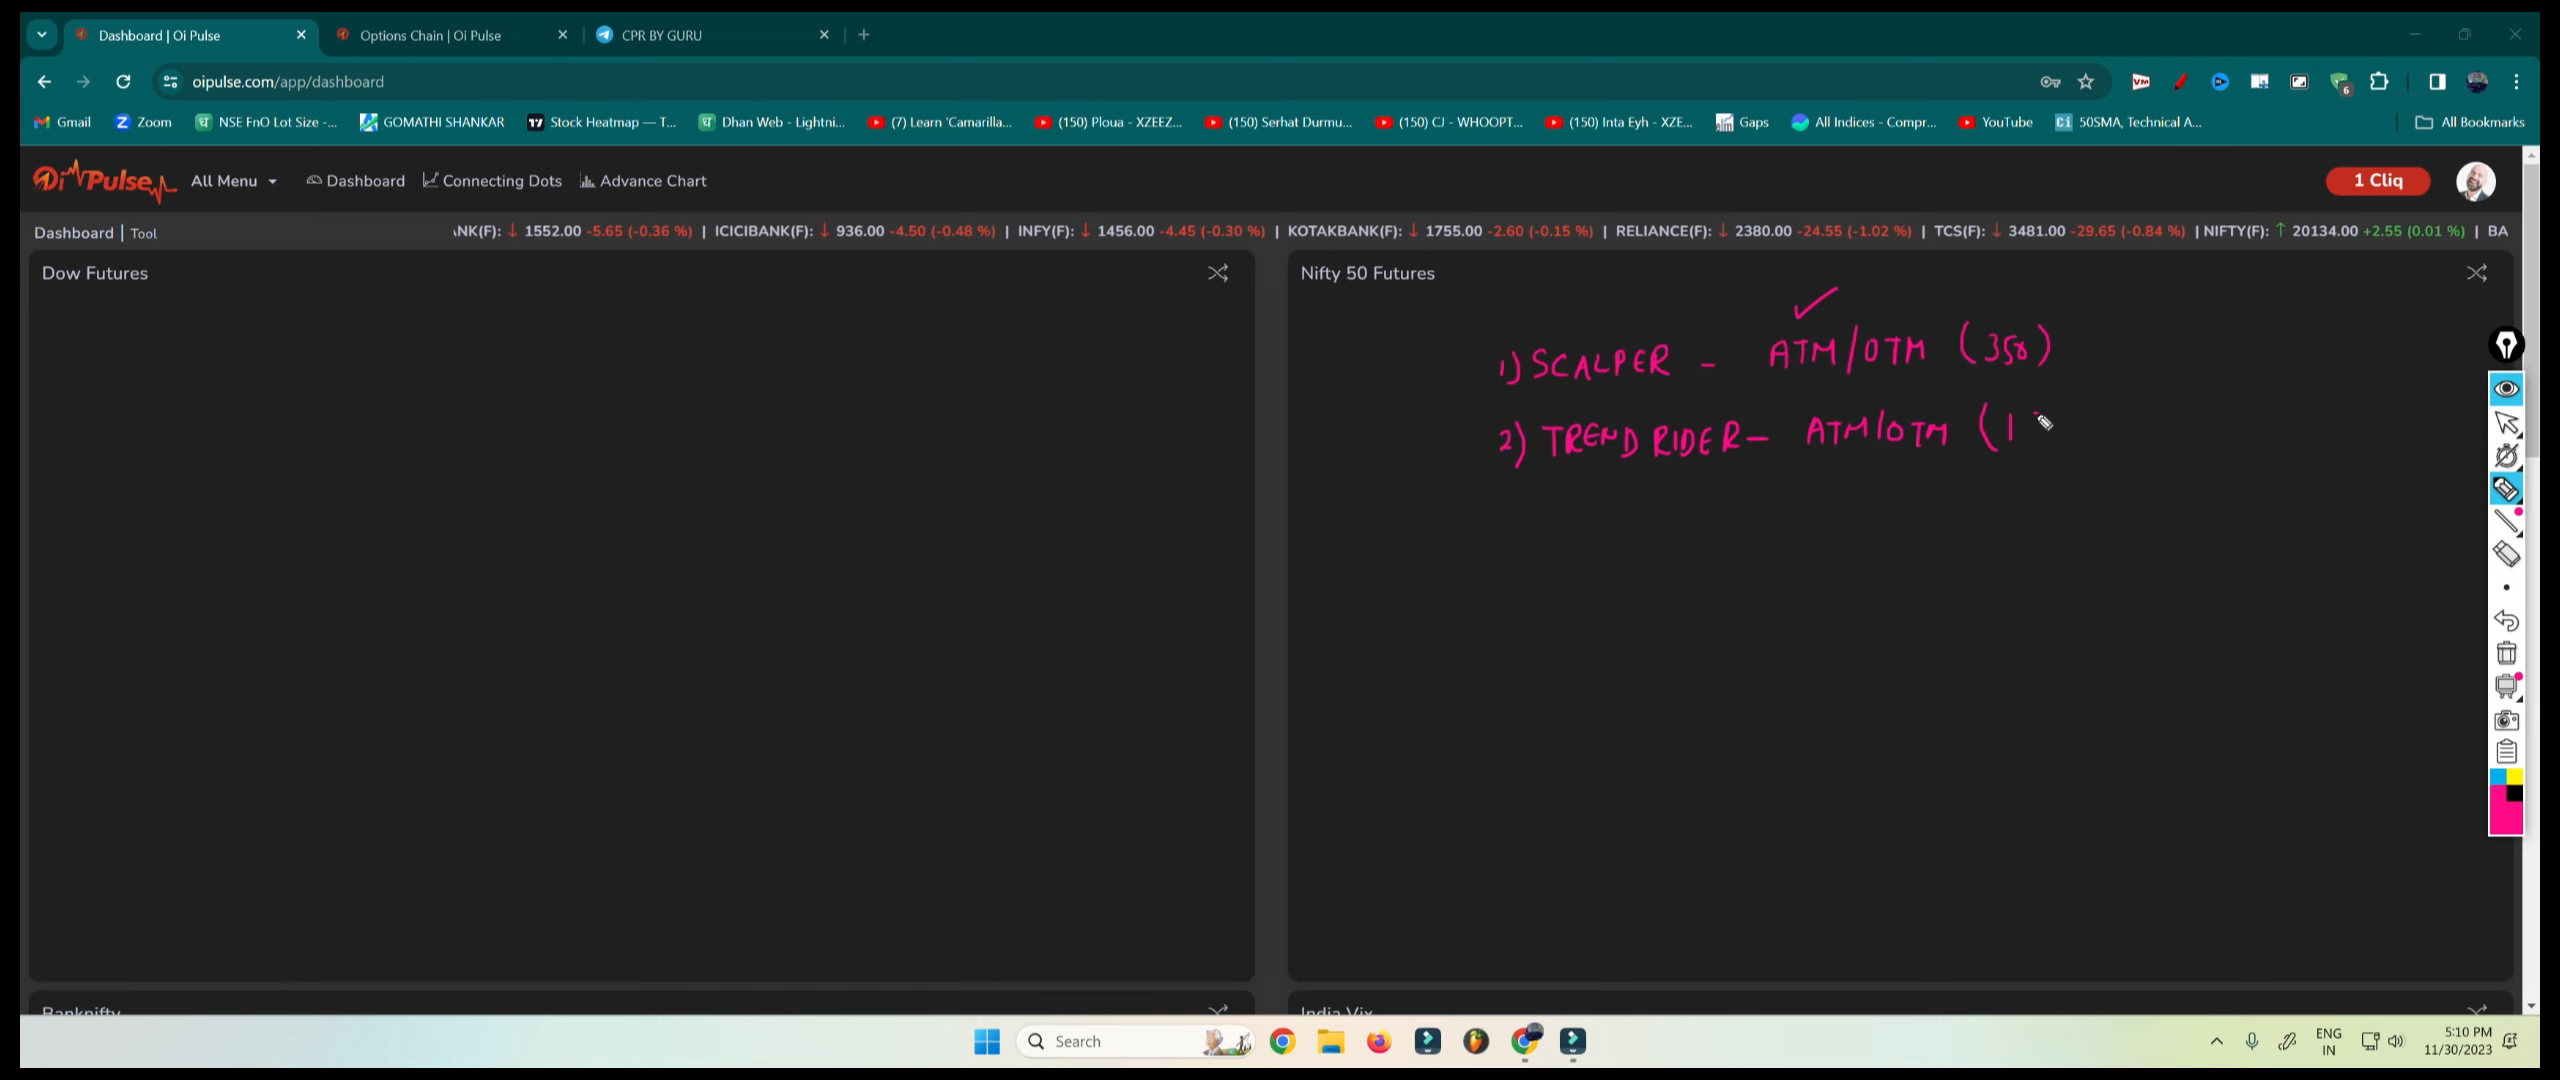 Dashboard | Oi Pulse
Options Chain | Oi Pulse
CPR BY GURU
oipulse.com/app/dashboard
6
Gmail
Zoom
NSE FnO Lot Size -...
GOMATHI SHANKAR
Stock Heatmap — T...
Dhan Web - Lightni...
(7) Learn 'Camarilla...
(150) Ploua - XZEEZ...
(150) Serhat Durmu...
(150) CJ - WHOOPT...
(150) Inta Eyh - XZE...
Gaps
All Indices - Compr...
YouTube
50SMA, Technical A...
All Bookmarks
Oi Pulse
All Menu
Dashboard
Connecting Dots
Advance Chart
1 Cliq
Dashboard | Tool
NK(F): ↓ 1552.00 -5.65 (-0.36 %) | ICICIBANK(F): ↓ 936.00 -4.50 (-0.48 %) | INFY(F): ↓ 1456.00 -4.45 (-0.30 %) | KOTAKBANK(F): ↓ 1755.00 -2.60 (-0.15 %) | RELIANCE(F): ↓ 2380.00 -24.55 (-1.02 %) | TCS(F): ↓ 3481.00 -29.65 (-0.84 %) | NIFTY(F): ↑ 20134.00 +2.55 (0.01 %) | BA
Dow Futures
Nifty 50 Futures
1) SCALPER - ATM/OTM (350)
2) TREND RIDER - ATM/OTM (1
Banknifty
India Vix
Search
ENG
IN
5:10 PM
11/30/2023